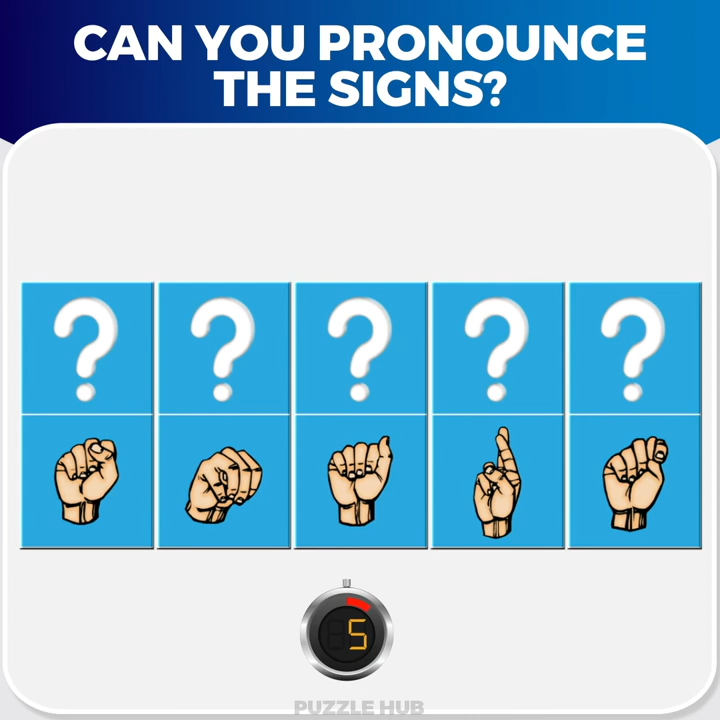 CAN YOU PRONOUNCE
THE SIGNS?
? ? ? ? ?
5
PUZZLE HUB